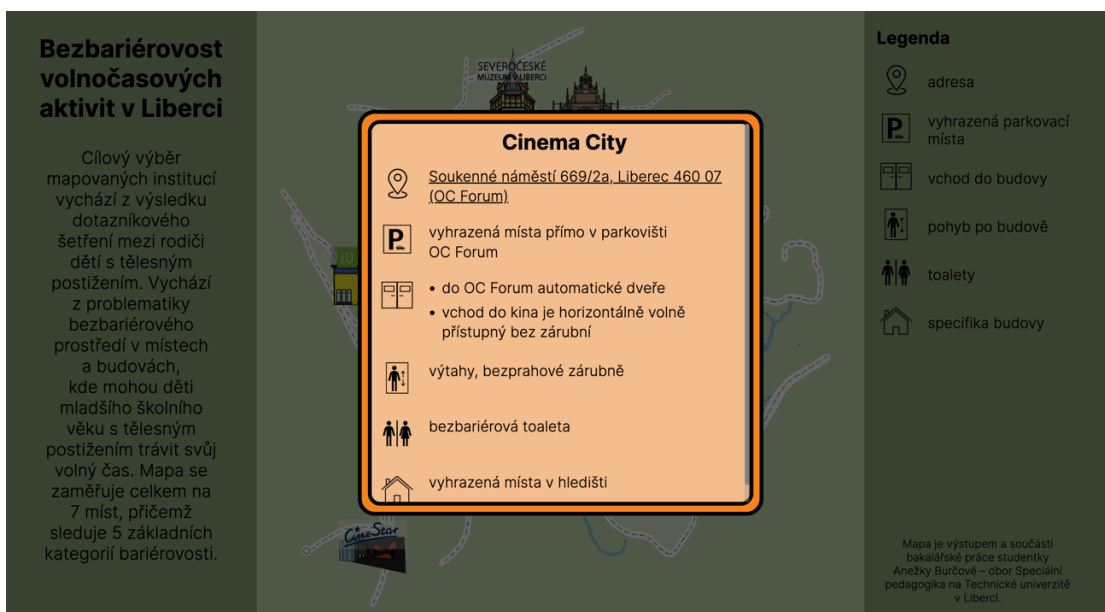 Bezbariérovost
volnočasových
aktivit v Liberci
Cílový výběr
mapovaných institucí
vychází z výsledku
dotazníkového
šetření mezi rodiči
dětí s tělesným
postižením. Vychází
z problematiky
bezbariérového
prostředí v místech
a budovách,
kde mohou děti
mladšího školního
věku s tělesným
postižením trávit svůj
volný čas. Mapa se
zaměřuje celkem na
7 míst, přičemž
sleduje 5 základních
kategorií bariérovosti.
SEVEROČESKÉ
MUZEUM V LIBERCI
iQ
Cinema City
Soukenné náměstí 669/2a, Liberec 460 07
(OC Forum)
P
vyhrazená místa přímo v parkovišti
OC Forum
• do OC Forum automatické dveře
• vchod do kina je horizontálně volně
přístupný bez zárubní
výtahy, bezprahové zárubně
bezbariérová toaleta
vyhrazená místa v hledišti
CineStar
Legenda
adresa
P
vyhrazená parkovací
místa
vchod do budovy
pohyb po budově
toalety
specifika budovy
Mapa je výstupem a součástí
bakalářské práce studentky
Anežky Burčové – obor Speciální
pedagogika na Technické univerzitě
v Liberci.